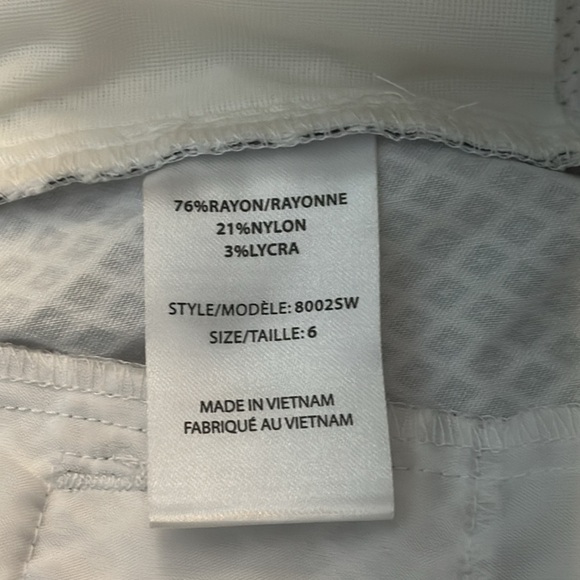 76%RAYON/RAYONNE
21%NYLON
3%LYCRA
STYLE/MODÈLE: 8002SW
SIZE/TAILLE: 6
MADE IN VIETNAM
FABRIQUÉ AU VIETNAM